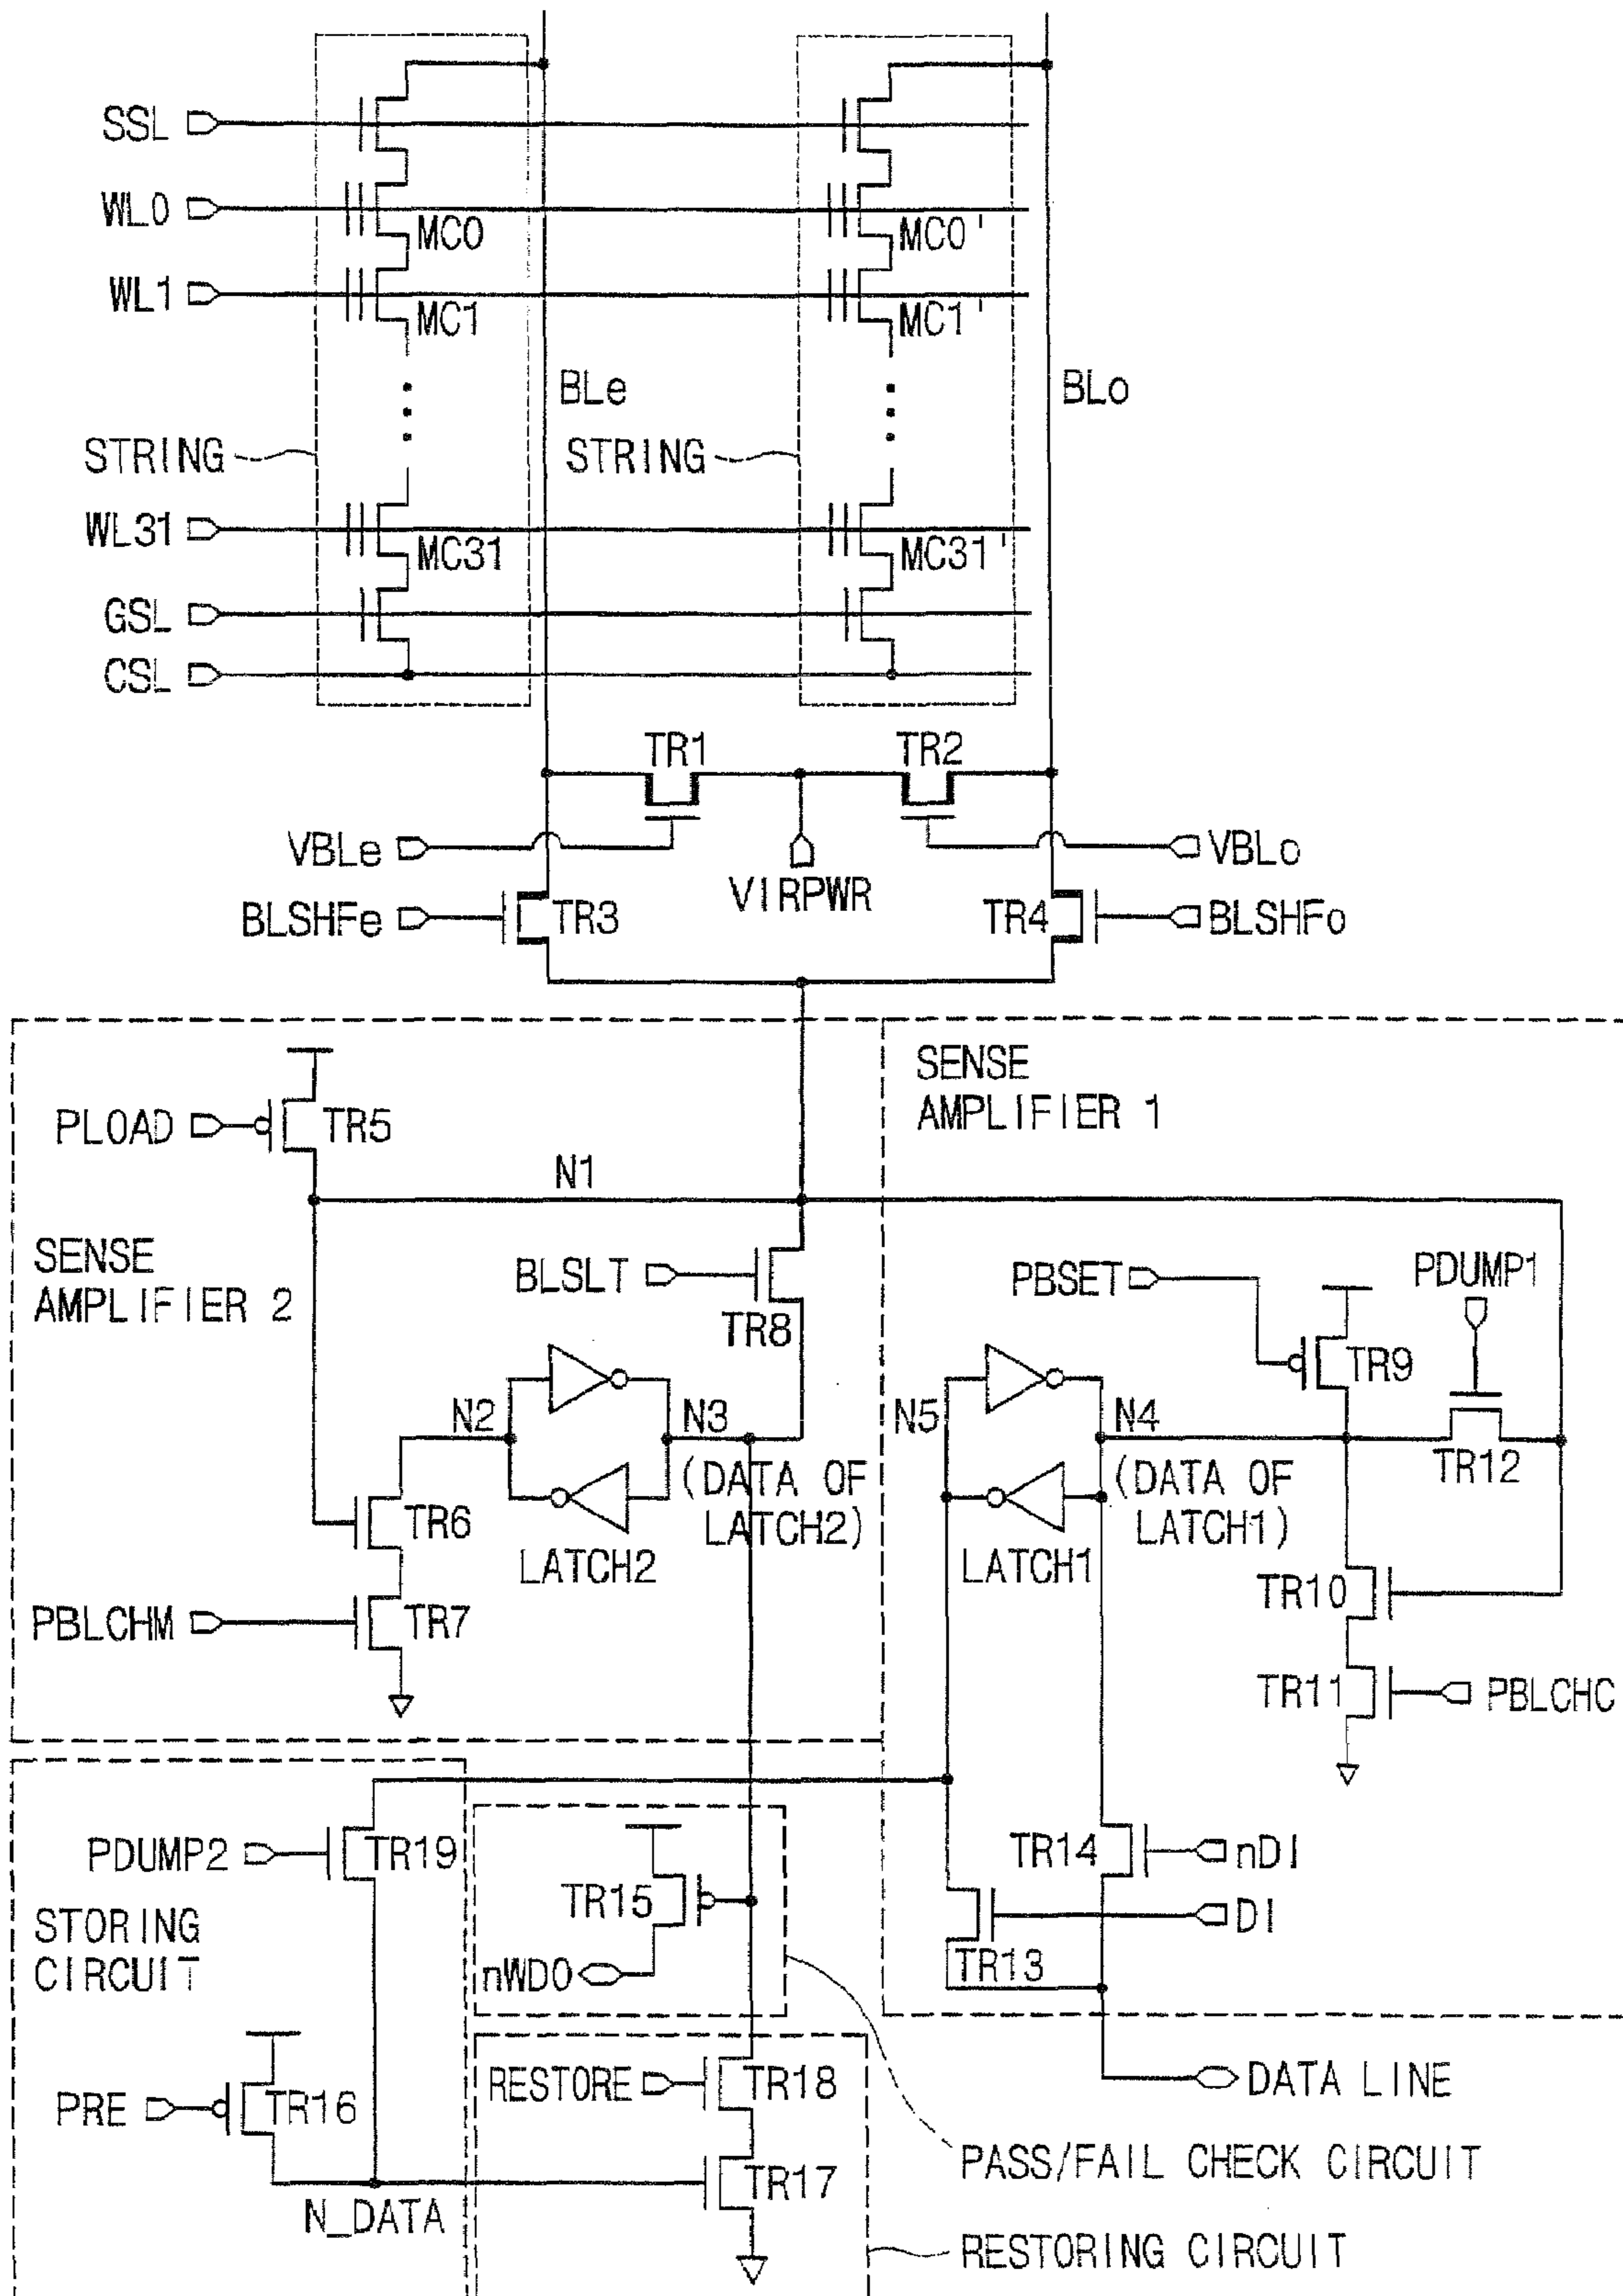 SSL
WL0
MC0
MC0'
WL1
MC1
MC1'
BLe
BLo
STRING
STRING
WL31
MC31
MC31'
GSL
CSL
TR1
TR2
VBLe
VBLo
VIRPWR
BLSHFe
TR3
TR4
BLSHFo
SENSE
AMPLIFIER 1
PLOAD
TR5
N1
SENSE
AMPLIFIER 2
BLSLT
TR8
PBSET
PDUMP1
TR9
N2
N3
N5
N4
TR12
(DATA OF
LATCH2)
(DATA OF
LATCH1)
TR6
LATCH2
LATCH1
TR10
PBLCHM
TR7
TR11
PBLCHC
PDUMP2
TR19
TR14
nDI
TR15
DI
STORING
CIRCUIT
nWDO
TR13
RESTORE
TR18
DATA LINE
PRE
TR16
PASS/FAIL CHECK CIRCUIT
TR17
N_DATA
RESTORING CIRCUIT